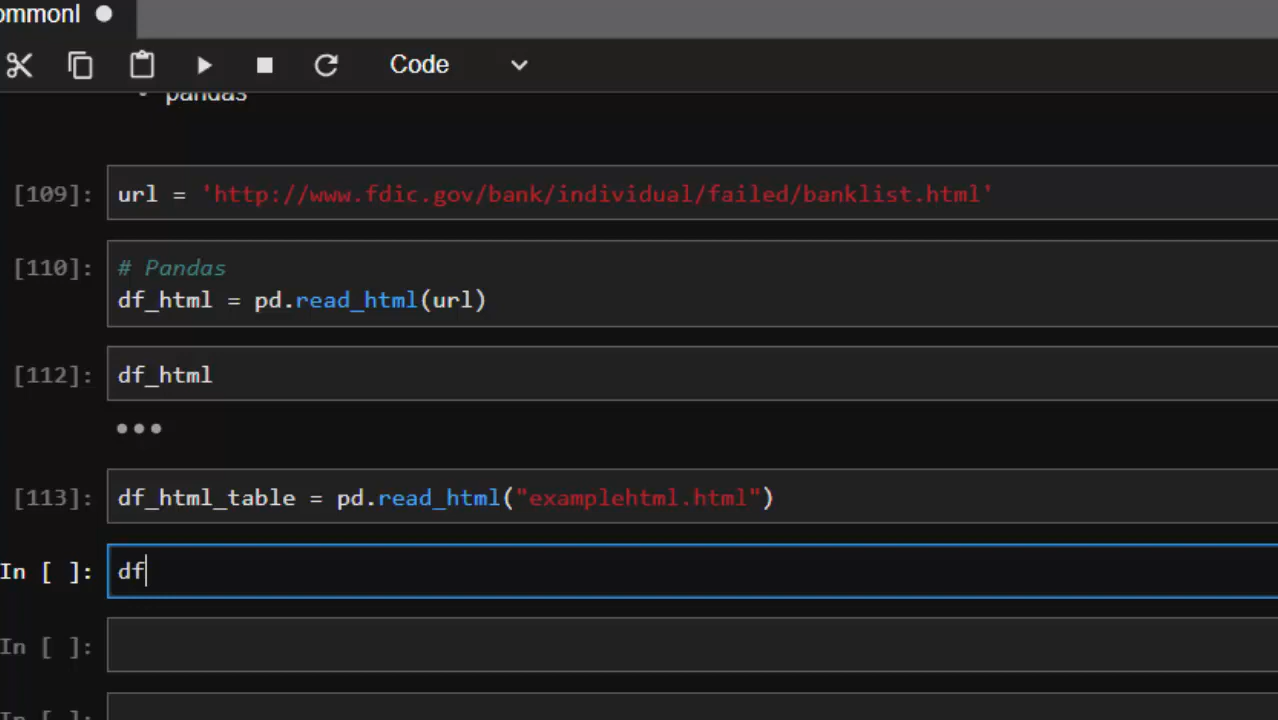 ommonl
Code
pandas
[109]: url = 'http://www.fdic.gov/bank/individual/failed/banklist.html'
[110]: # Pandas
df_html = pd.read_html(url)
[112]: df_html
[113]: df_html_table = pd.read_html("examplehtml.html")
In [ ]: df
In [ ]:
In [ ]: